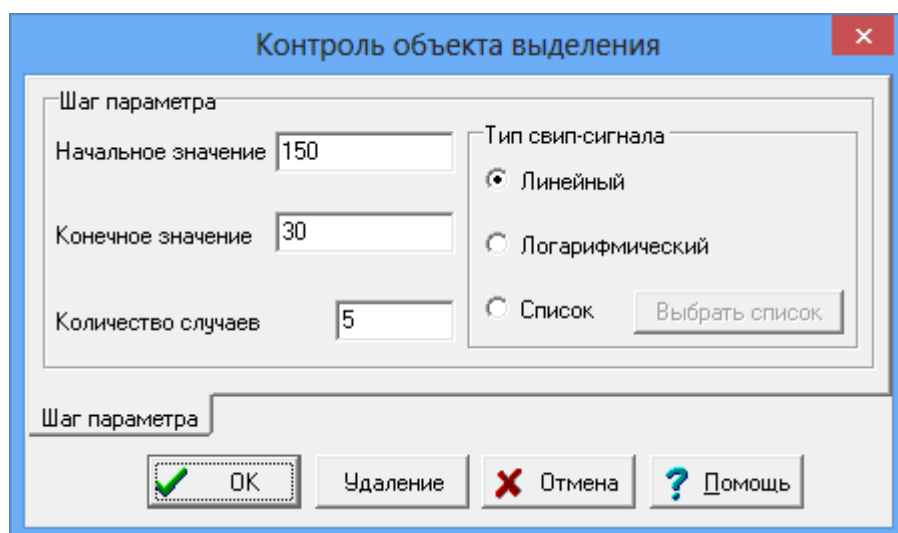 Контроль объекта выделения
Шаг параметра
Начальное значение 150
Конечное значение 30
Количество случаев 5
Тип свип-сигнала
Линейный
Логарифмический
Список Выбрать список
Шаг параметра
OK Удаление Отмена ? Помощь